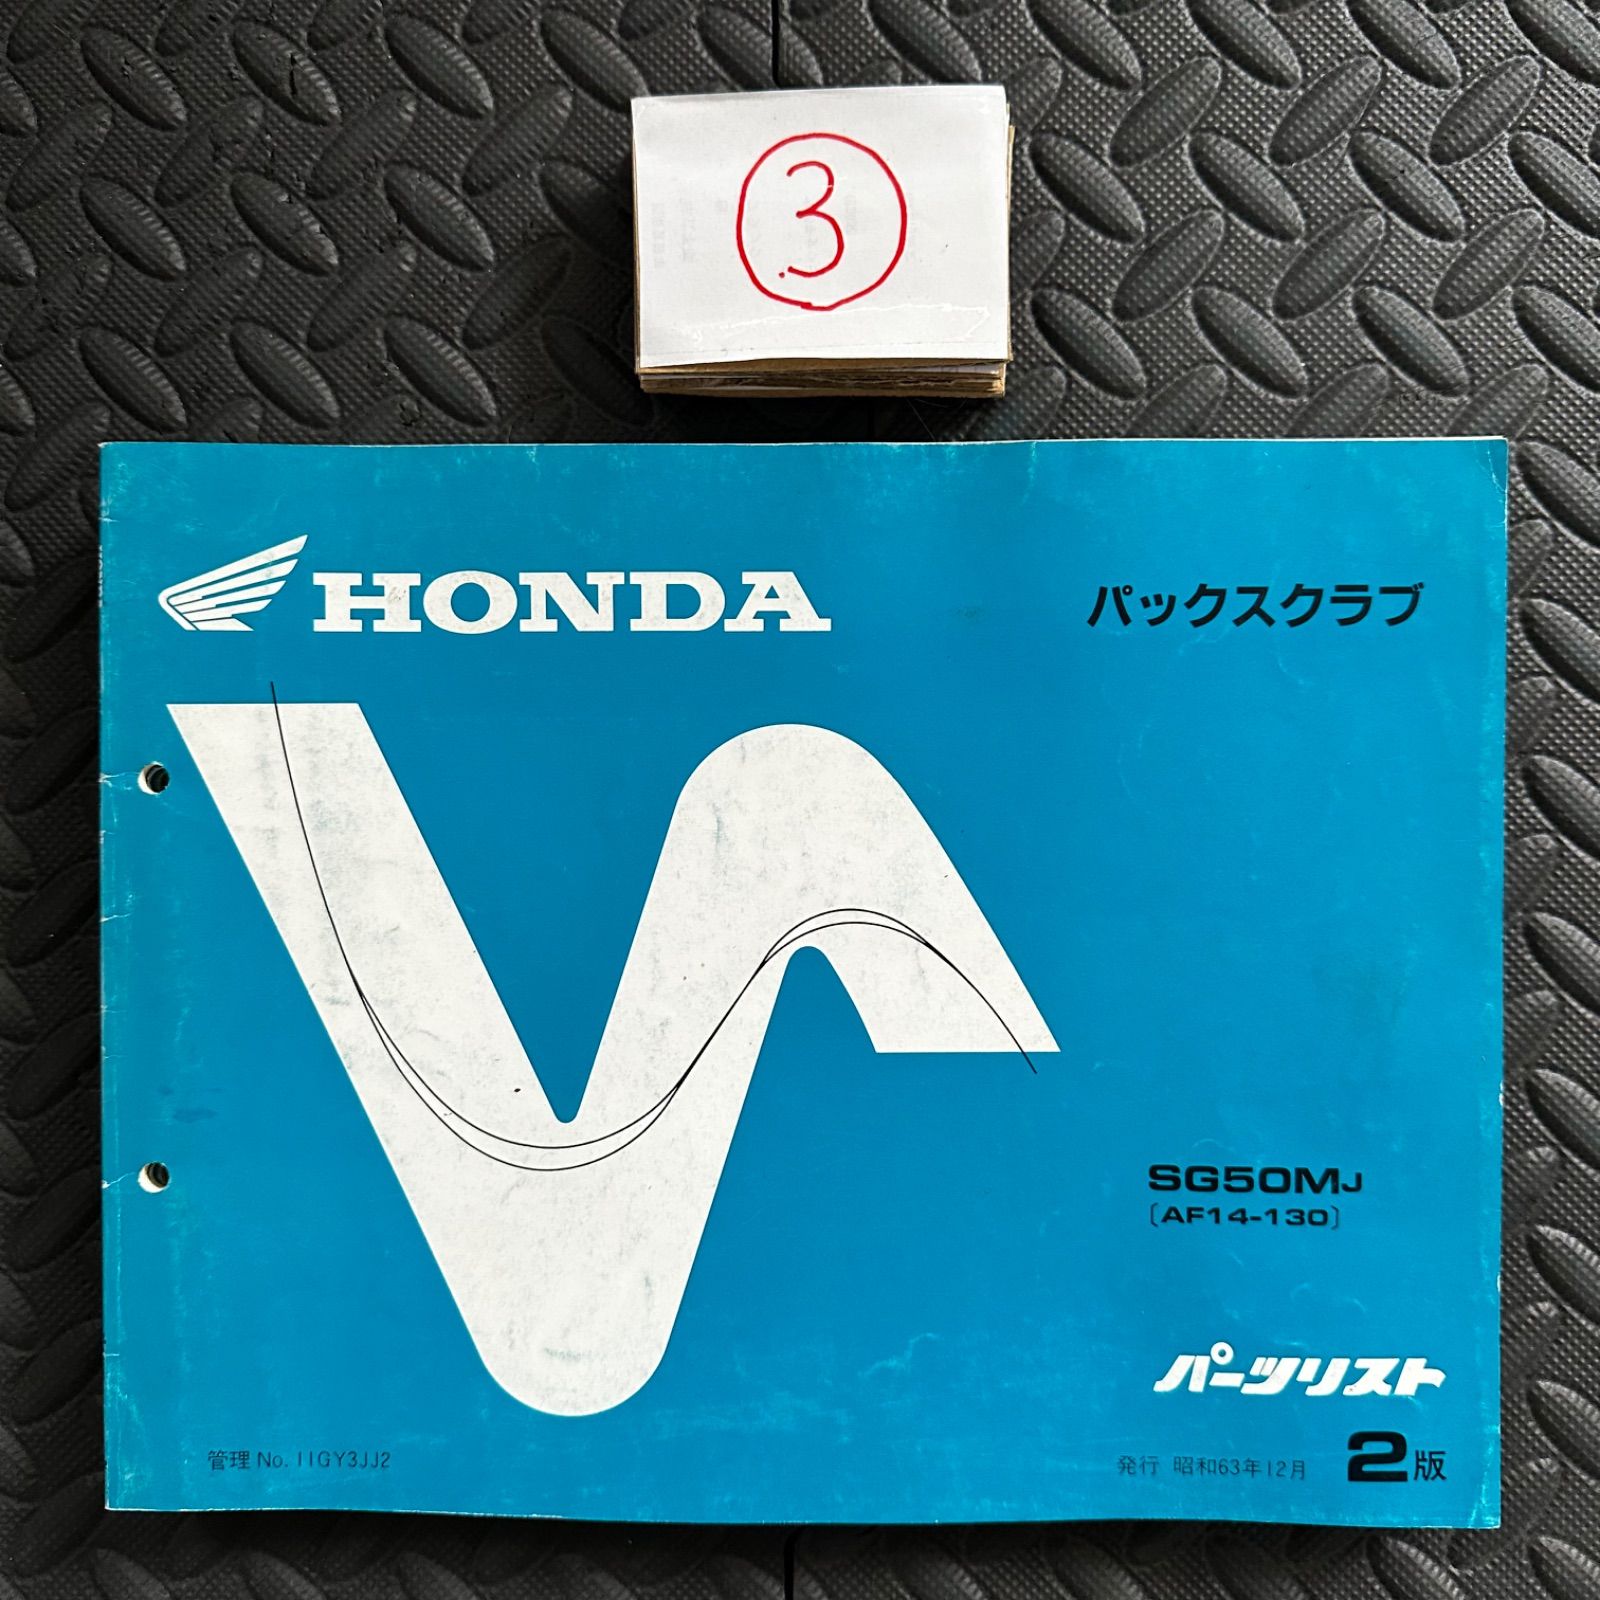 ③
HONDA
パックスクラブ
SG50MJ
〔AF14-130〕
パーツリスト
管理 No. 11GY3JJ2
発行 昭和63年12月 2版